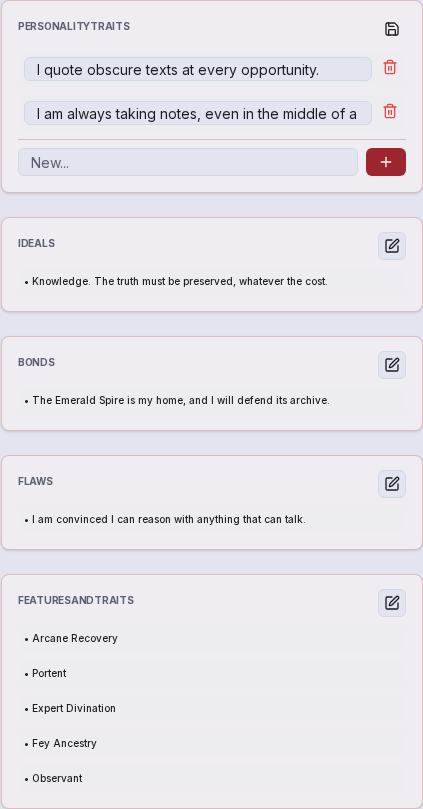 PERSONALITYTRAITS
I quote obscure texts at every opportunity.
I am always taking notes, even in the middle of a
New...
IDEALS
• Knowledge. The truth must be preserved, whatever the cost.
BONDS
• The Emerald Spire is my home, and I will defend its archive.
FLAWS
• I am convinced I can reason with anything that can talk.
FEATURESANDTRAITS
• Arcane Recovery
• Portent
• Expert Divination
• Fey Ancestry
• Observant